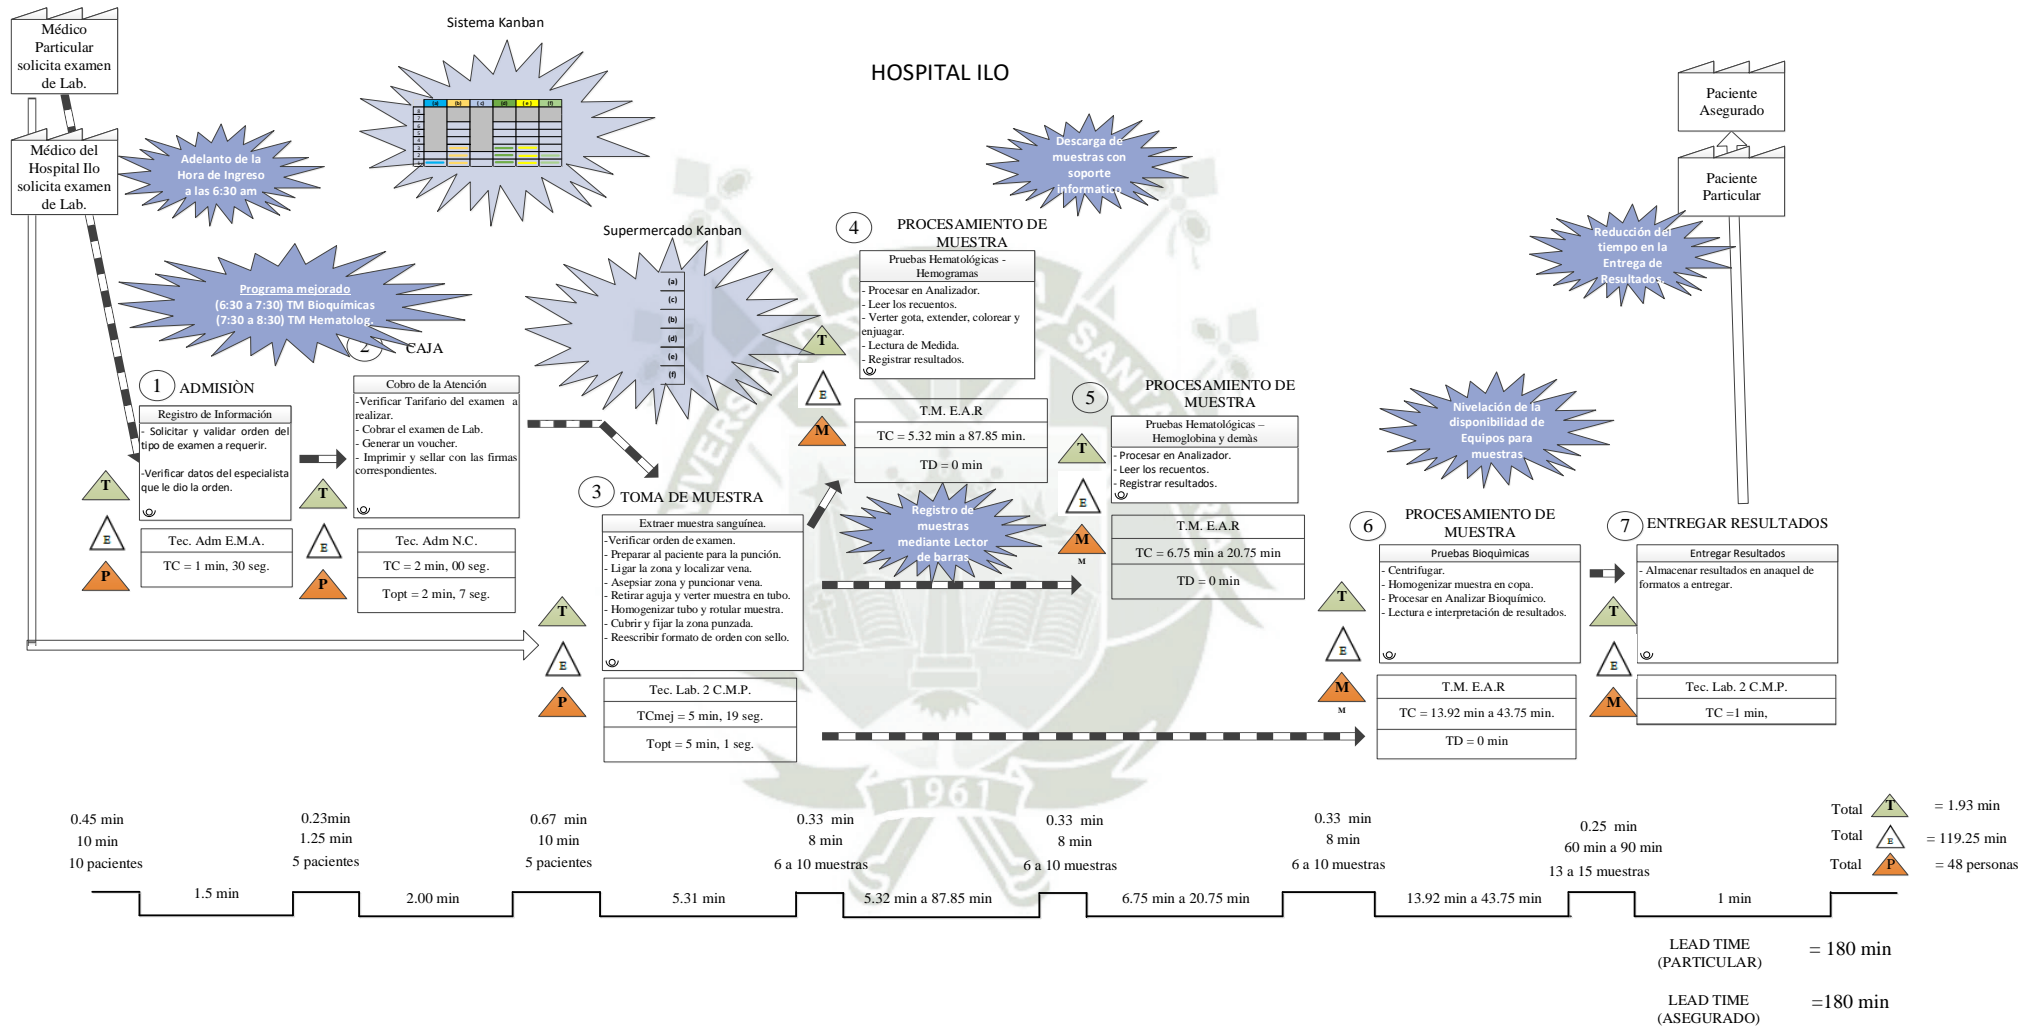 Médico
Particular
solicita examen
de Lab.
Médico del
Hospital Ilo
solicita examen
de Lab.
Adelanto de la
Hora de Ingreso
a las 6:30 am
Sistema Kanban
(a) (b) (c) (d) (e) (f)
8
7
6
5
4
3
2
1
HOSPITAL ILO
Descarga de
muestras con
soporte
informatico
Paciente
Asegurado
Paciente
Particular
Reducción del
tiempo en la
Entrega de
Resultados.
Programa mejorado
(6:30 a 7:30) TM Bioquímicas
(7:30 a 8:30) TM Hematolog.
Supermercado Kanban
(a)
(c)
(b)
(d)
(e)
(f)
1 ADMISIÒN
Registro de Información
- Solicitar y validar orden del
tipo de examen a requerir.
-Verificar datos del especialista
que le dio la orden.
T
E
P
Tec. Adm E.M.A.
TC = 1 min, 30 seg.
2 CAJA
Cobro de la Atención
-Verificar Tarifario del examen a
realizar.
- Cobrar el examen de Lab.
- Generar un voucher.
- Imprimir y sellar con las firmas
correspondientes.
T
E
P
Tec. Adm N.C.
TC = 2 min, 00 seg.
Topt = 2 min, 7 seg.
3 TOMA DE MUESTRA
Extraer muestra sanguínea.
-Verificar orden de examen.
- Preparar al paciente para la punción.
- Ligar la zona y localizar vena.
- Asepsiar zona y puncionar vena.
- Retirar aguja y verter muestra en tubo.
- Homogenizar tubo y rotular muestra.
- Cubrir y fijar la zona punzada.
- Reescribir formato de orden con sello.
T
E
P
Tec. Lab. 2 C.M.P.
TCmej = 5 min, 19 seg.
Topt = 5 min, 1 seg.
4 PROCESAMIENTO DE
MUESTRA
Pruebas Hematológicas -
Hemogramas
- Procesar en Analizador.
- Leer los recuentos.
- Verter gota, extender, colorear y
enjuagar.
- Lectura de Medida.
- Registrar resultados.
T
E
M
T.M. E.A.R
TC = 5.32 min a 87.85 min.
TD = 0 min
Registro de
muestras
mediante Lector
de barras
5 PROCESAMIENTO DE
MUESTRA
Pruebas Hematológicas –
Hemoglobina y demàs
- Procesar en Analizador.
- Leer los recuentos.
- Registrar resultados.
T
E
M
M
T.M. E.A.R
TC = 6.75 min a 20.75 min
TD = 0 min
Nivelación de la
disponibilidad de
Equipos para
muestras
6 PROCESAMIENTO DE
MUESTRA
Pruebas Bioquimicas
- Centrifugar.
- Homogenizar muestra en copa.
- Procesar en Analizar Bioquímico.
- Lectura e interpretación de resultados.
T
E
M
M
T.M. E.A.R
TC = 13.92 min a 43.75 min.
TD = 0 min
7 ENTREGAR RESULTADOS
Entregar Resultados
- Almacenar resultados en anaquel de
formatos a entregar.
T
E
M
Tec. Lab. 2 C.M.P.
TC =1 min,
1961
0.45 min
10 min
10 pacientes
1.5 min
0.23min
1.25 min
5 pacientes
2.00 min
0.67 min
10 min
5 pacientes
5.31 min
0.33 min
8 min
6 a 10 muestras
5.32 min a 87.85 min
0.33 min
8 min
6 a 10 muestras
6.75 min a 20.75 min
0.33 min
8 min
6 a 10 muestras
13.92 min a 43.75 min
0.25 min
60 min a 90 min
13 a 15 muestras
1 min
Total T = 1.93 min
Total E = 119.25 min
Total P = 48 personas
LEAD TIME
(PARTICULAR) = 180 min
LEAD TIME
(ASEGURADO) =180 min